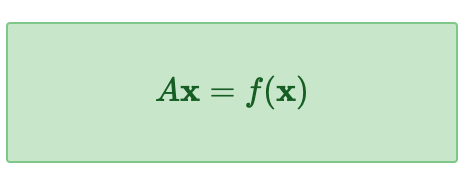 Ax = f(x)